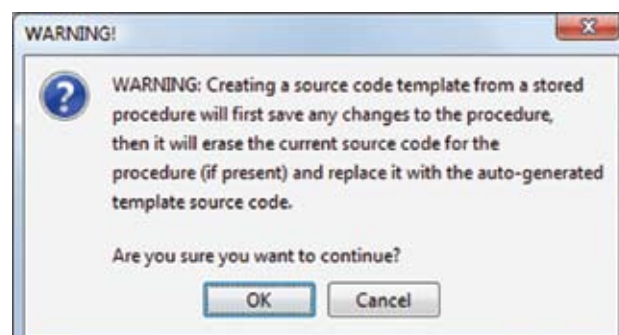 WARNING!
WARNING: Creating a source code template from a stored
procedure will first save any changes to the procedure,
then it will erase the current source code for the
procedure (if present) and replace it with the auto-generated
template source code.
Are you sure you want to continue?
OK
Cancel